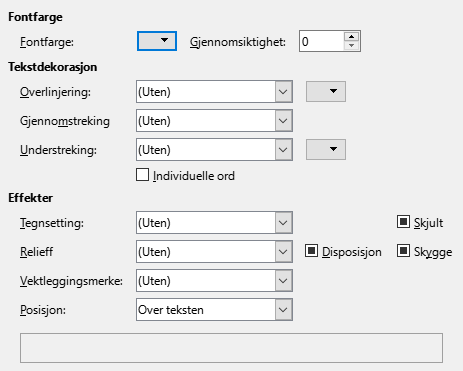 Fontfarge
Fontfarge: Gjennomsiktighet: 0
Tekstdekorasjon
Overlinjering: (Uten)
Gjennomstreking (Uten)
Understreking: (Uten)
Individuelle ord
Effekter
Tegnsetting: (Uten) Skjult
Relieff (Uten) Disposisjon Skygge
Vektleggingsmerke: (Uten)
Posisjon: Over teksten